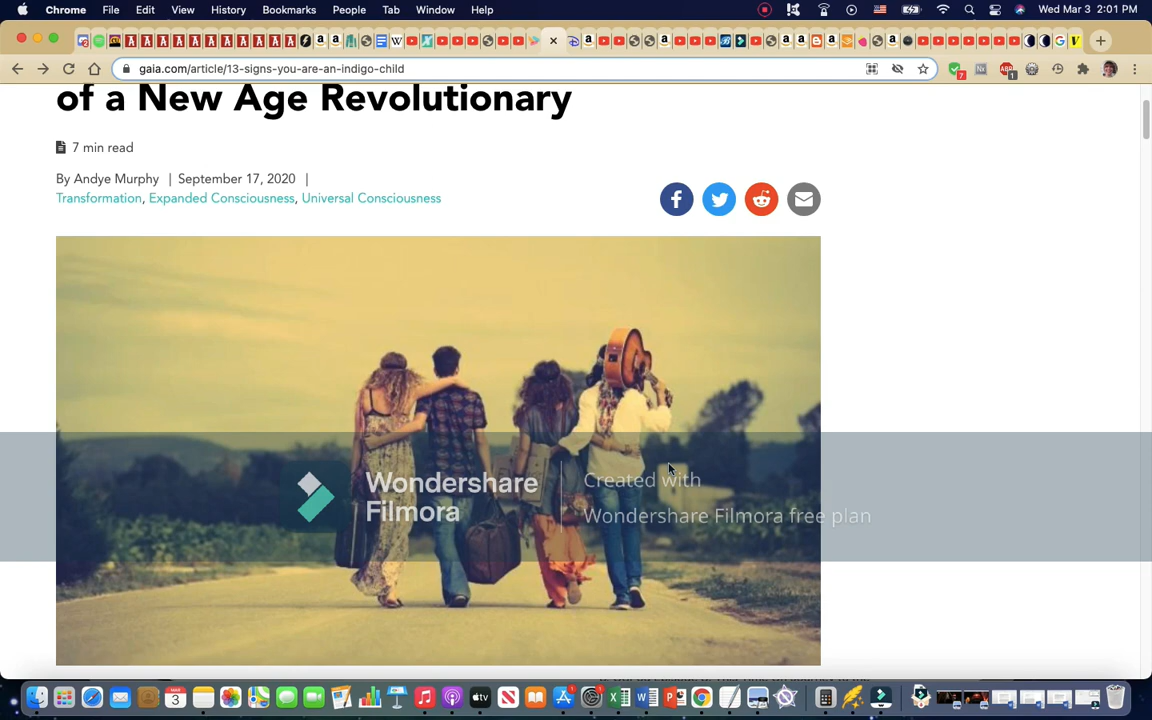 Chrome File Edit View History Bookmarks People Tab Window Help Wed Mar 3 2:01 PM
gaia.com/article/13-signs-you-are-an-indigo-child
of a New Age Revolutionary
7 min read
By Andye Murphy | September 17, 2020 |
Transformation, Expanded Consciousness, Universal Consciousness
Wondershare
Filmora
Created with
Wondershare Filmora free plan